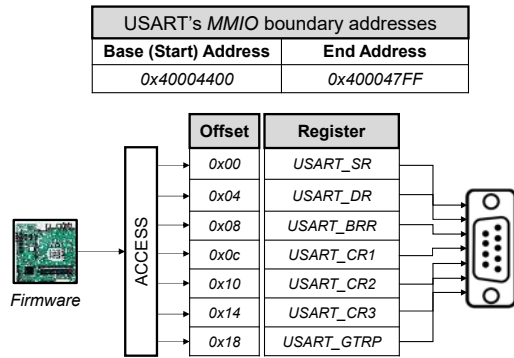 USART's MMIO boundary addresses
Base (Start) Address End Address
0x40004400 0x400047FF
Offset Register
0x00 USART_SR
0x04 USART_DR
0x08 USART_BRR
0x0c USART_CR1
0x10 USART_CR2
0x14 USART_CR3
0x18 USART_GTRP
ACCESS
Firmware